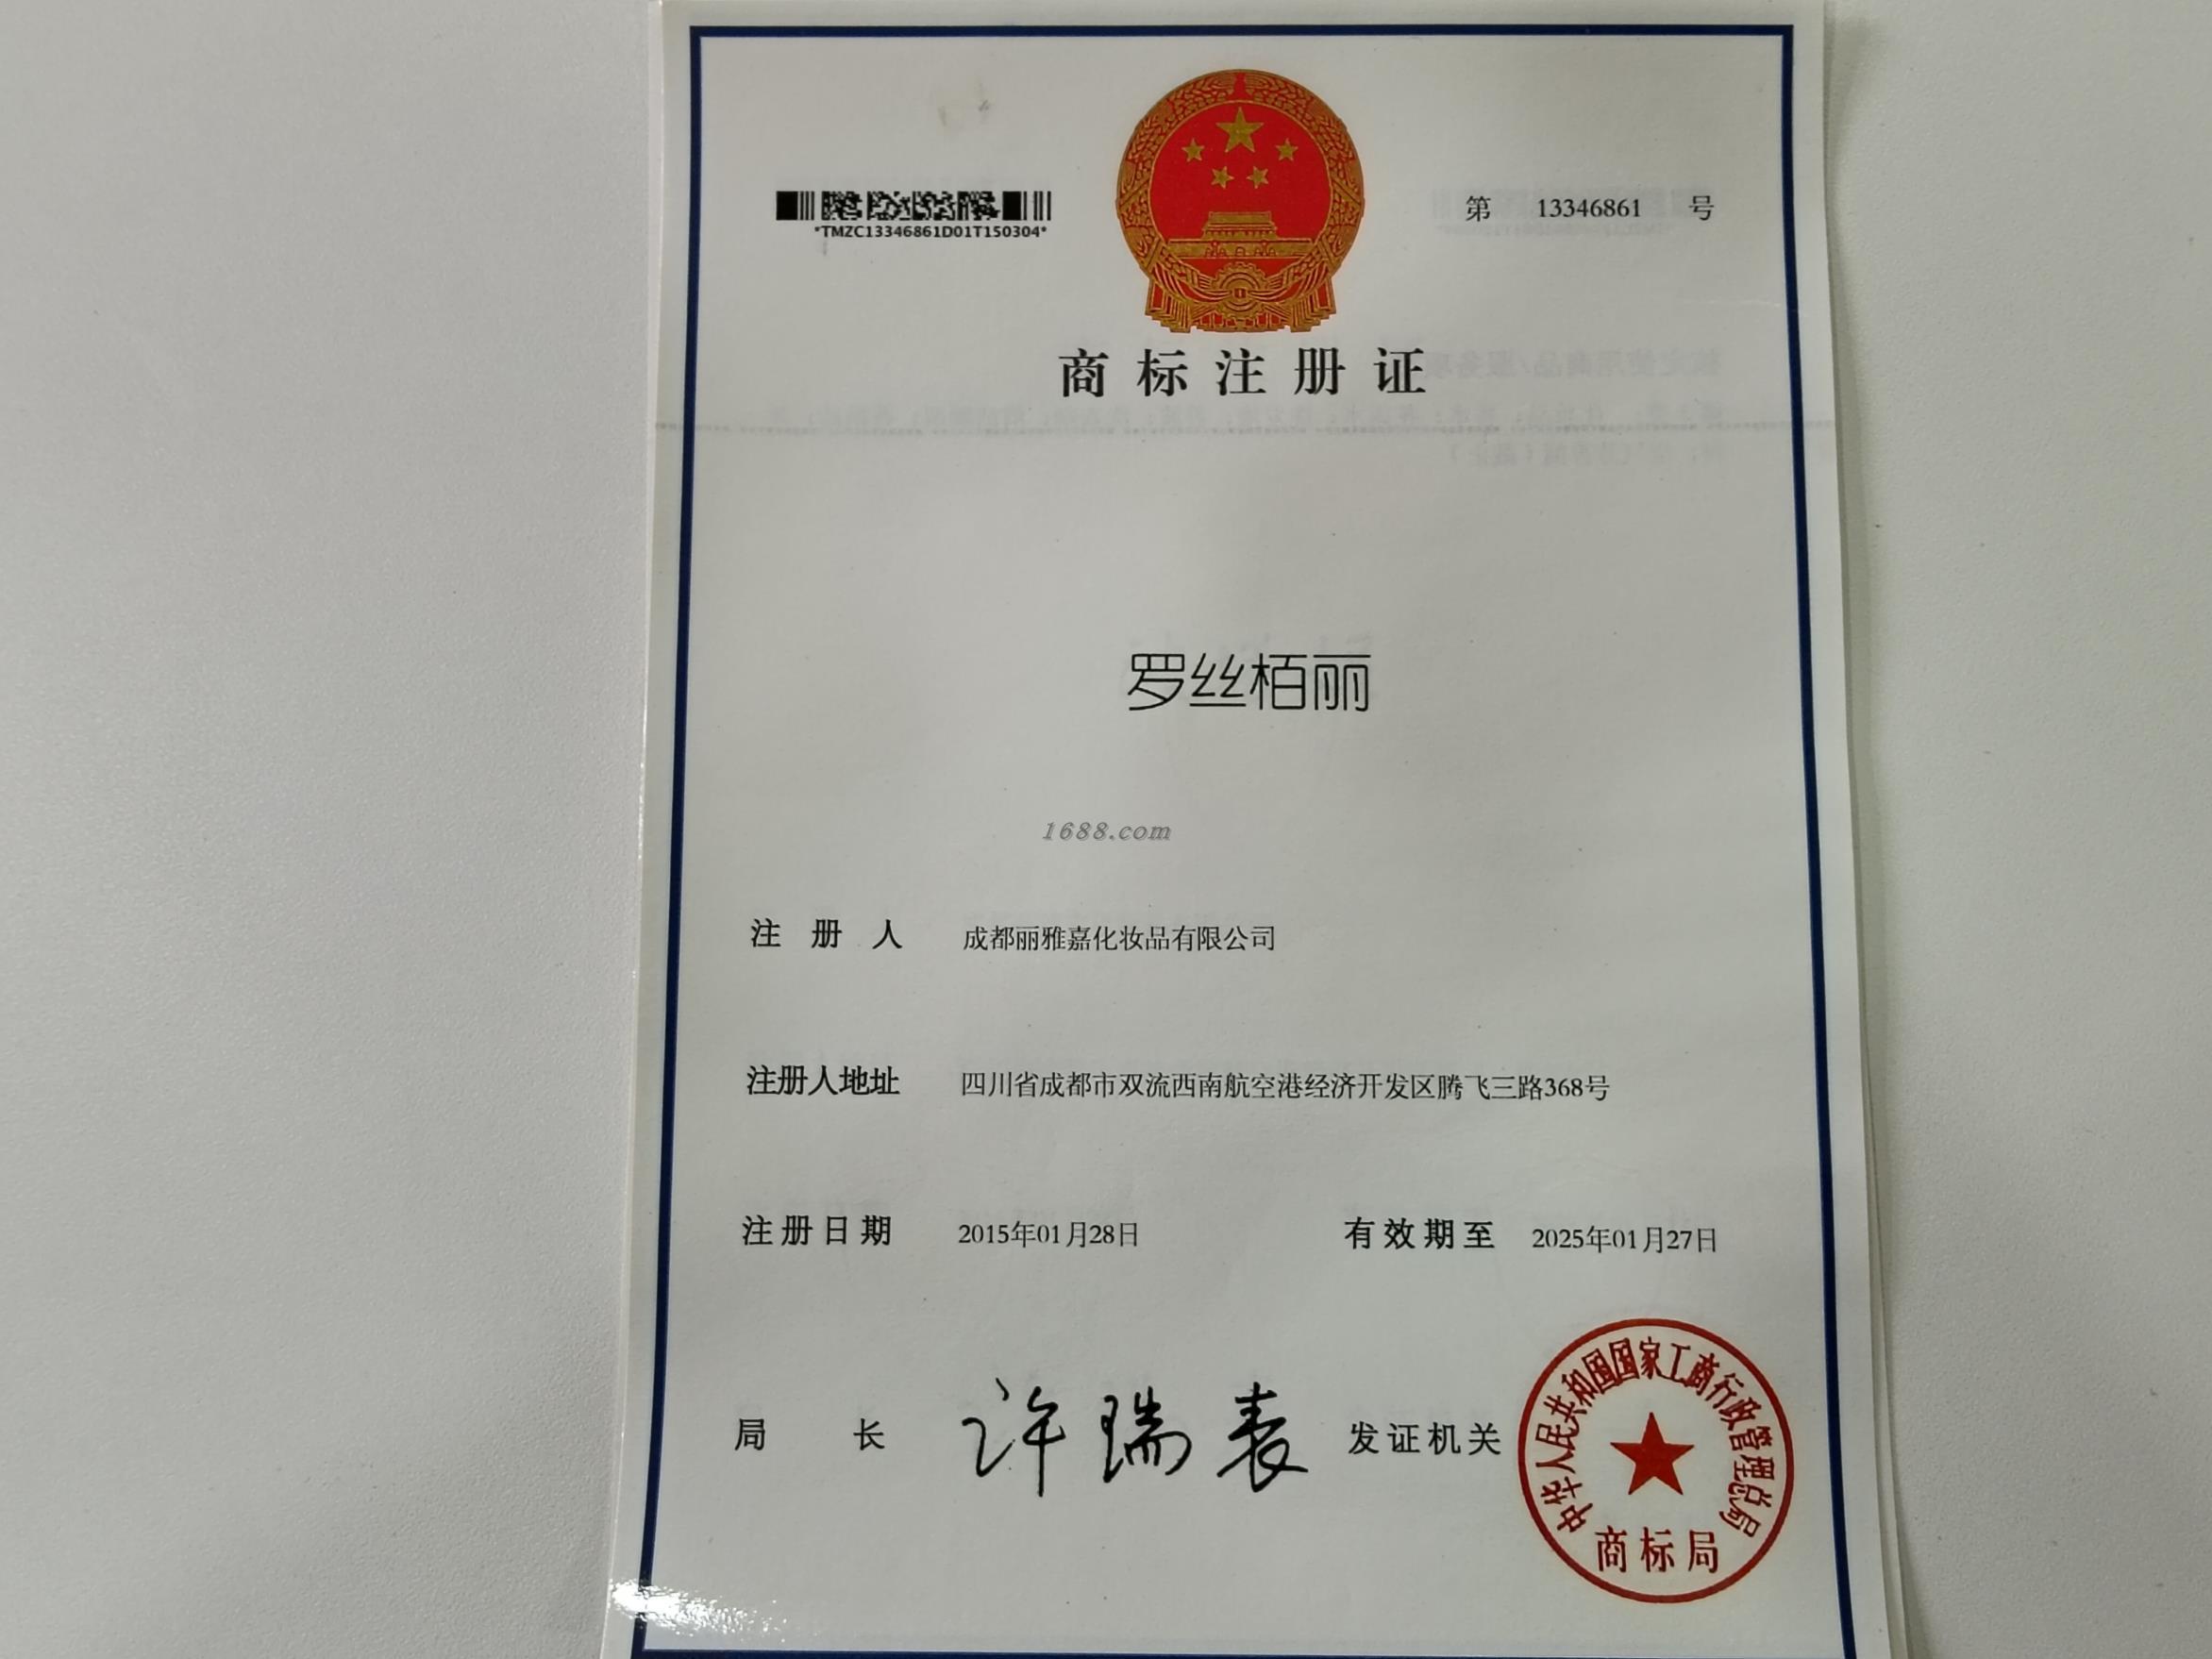 第 13346861 号
*TMZC13346861D01T150304*
商标注册证
罗丝栢丽
1688.com
注册人 成都丽雅嘉化妆品有限公司
注册人地址 四川省成都市双流西南航空港经济开发区腾飞三路368号
注册日期 2015年01月28日 有效期至 2025年01月27日
局长 许瑞表 发证机关
中华人民共和国国家工商行政管理总局
商标局